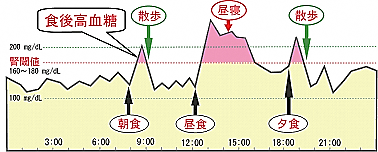 食後高血糖
散歩
昼寝
散歩
200 mg/dL
腎閾値
160~180 mg/dL
100 mg/dL
朝食
昼食
夕食
3:00
6:00
9:00
12:00
15:00
18:00
21:00